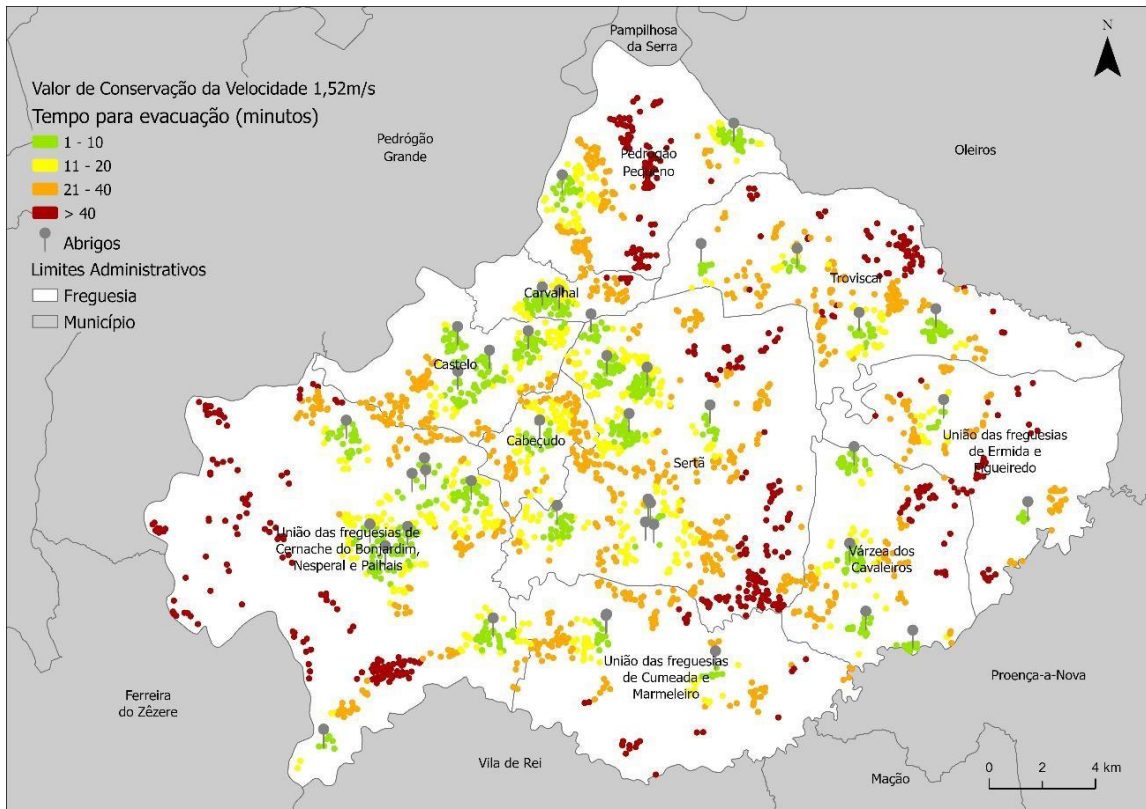 Valor de Conservação da Velocidade 1,52m/s
Tempo para evacuação (minutos)
1 - 10
11 - 20
21 - 40
> 40
Abrigos
Limites Administrativos
Freguesia
Município
Pampilhosa
da Serra
N
Pedrógão
Grande
Oleiros
Pedrogão
Pequeno
Troviscal
Carvalhal
Castelo
Cabeçudo
Sertã
União das freguesias
de Ermida e
Figueiredo
União das freguesias de
Cernache do Bonjardim,
Nesperal e Palhais
Várzea dos
Cavaleiros
União das freguesias
de Cumeada e
Marmeleiro
Proença-a-Nova
Ferreira
do Zêzere
Vila de Rei
Mação
0 2 4 km